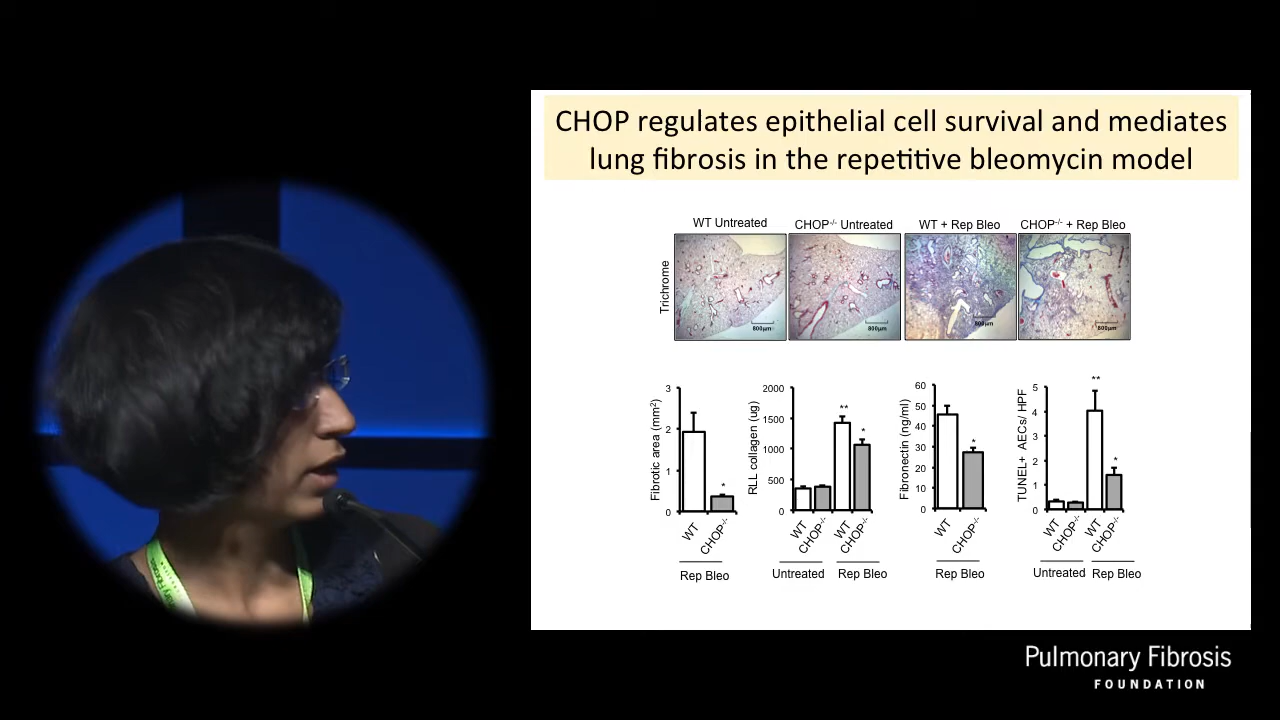 CHOP regulates epithelial cell survival and mediates
lung fibrosis in the repetitive bleomycin model
WT Untreated
CHOP-/- Untreated
WT + Rep Bleo
CHOP-/- + Rep Bleo
Trichrome
800µm
800µm
800µm
800µm
Fibrotic area (mm2)
3
2
1
0
*
WT
CHOP-/-
Rep Bleo
RLL collagen (ug)
2000
1500
1000
500
0
**
*
WT
CHOP-/-
WT
CHOP-/-
Untreated
Rep Bleo
Fibronectin (ng/ml)
60
50
40
30
20
10
0
*
WT
CHOP-/-
Rep Bleo
TUNEL+ AECs/ HPF
5
4
3
2
1
0
**
*
WT
CHOP-/-
WT
CHOP-/-
Untreated
Rep Bleo
Pulmonary Fibrosis
FOUNDATION